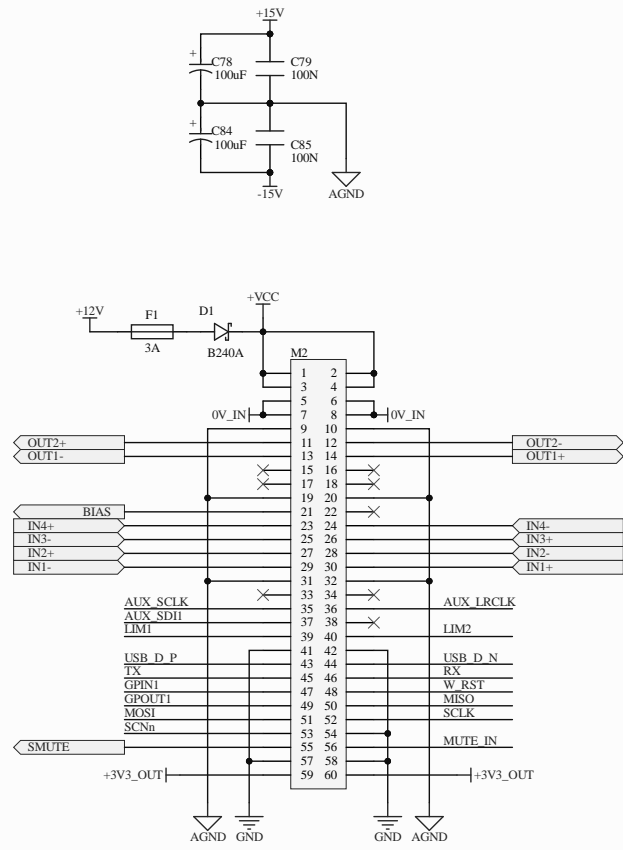 +15V
+
C78
100uF
C79
100N
+
C84
100uF
C85
100N
-15V
AGND
+VCC
+12V
F1
3A
D1
B240A
M2
1 2
3 4
5 6
0V_IN 7 8 0V_IN
9 10
OUT2+ 11 12 OUT2-
OUT1- 13 14 OUT1+
15 16
17 18
19 20
BIAS 21 22
IN4+ 23 24 IN4-
IN3- 25 26 IN3+
IN2+ 27 28 IN2-
IN1- 29 30 IN1+
31 32
33 34
AUX_SCLK 35 36 AUX_LRCLK
AUX_SDI1 37 38
LIM1 39 40 LIM2
41 42
USB_D_P 43 44 USB_D_N
TX 45 46 RX
GPIN1 47 48 W_RST
GPOUT1 49 50 MISO
MOSI 51 52 SCLK
SCNn 53 54
SMUTE 55 56 MUTE_IN
57 58
+3V3_OUT 59 60 +3V3_OUT
AGND GND GND AGND